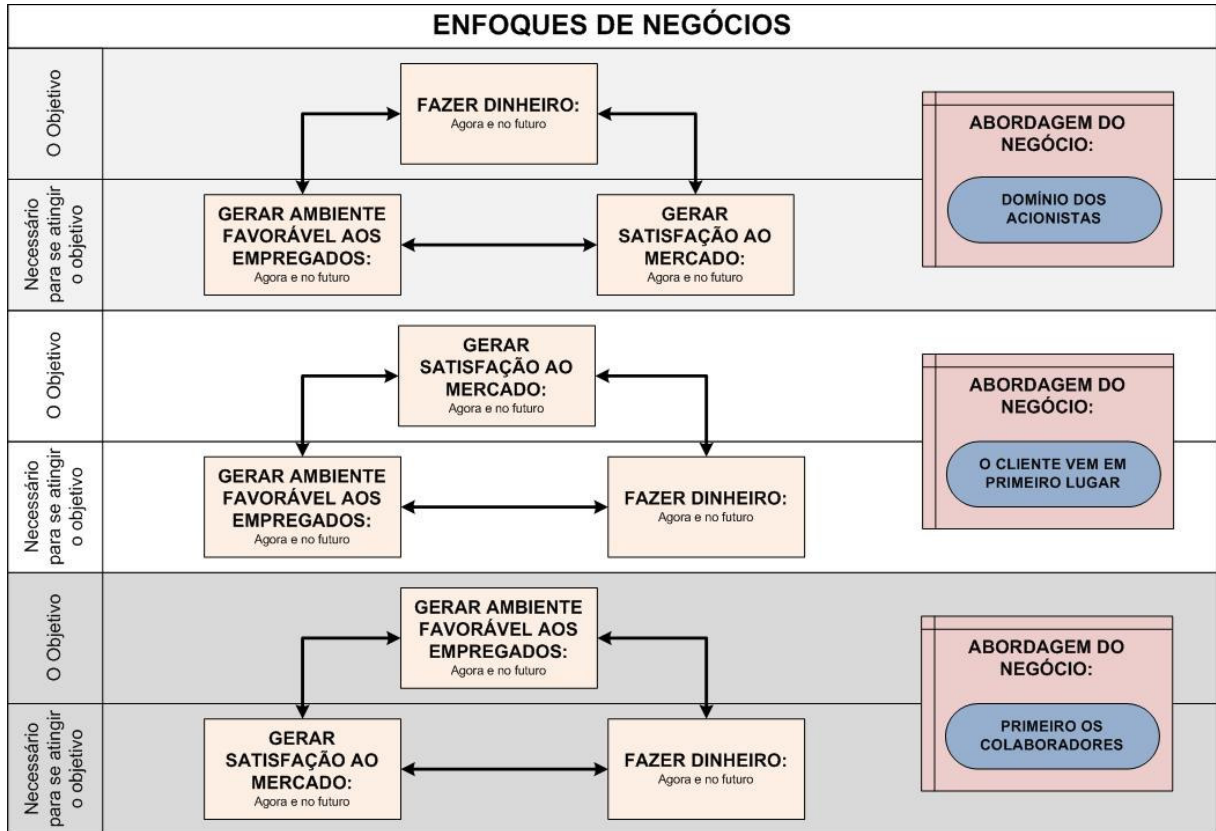 ENFOQUES DE NEGÓCIOS
O Objetivo
FAZER DINHEIRO:
Agora e no futuro
ABORDAGEM DO
NEGÓCIO:
DOMÍNIO DOS
ACIONISTAS
Necessário
para se atingir
o objetivo
GERAR AMBIENTE
FAVORÁVEL AOS
EMPREGADOS:
Agora e no futuro
GERAR
SATISFAÇÃO AO
MERCADO:
Agora e no futuro
O Objetivo
GERAR
SATISFAÇÃO AO
MERCADO:
Agora e no futuro
ABORDAGEM DO
NEGÓCIO:
O CLIENTE VEM EM
PRIMEIRO LUGAR
Necessário
para se atingir
o objetivo
GERAR AMBIENTE
FAVORÁVEL AOS
EMPREGADOS:
Agora e no futuro
FAZER DINHEIRO:
Agora e no futuro
O Objetivo
GERAR AMBIENTE
FAVORÁVEL AOS
EMPREGADOS:
Agora e no futuro
ABORDAGEM DO
NEGÓCIO:
PRIMEIRO OS
COLABORADORES
Necessário
para se atingir
o objetivo
GERAR
SATISFAÇÃO AO
MERCADO:
Agora e no futuro
FAZER DINHEIRO:
Agora e no futuro